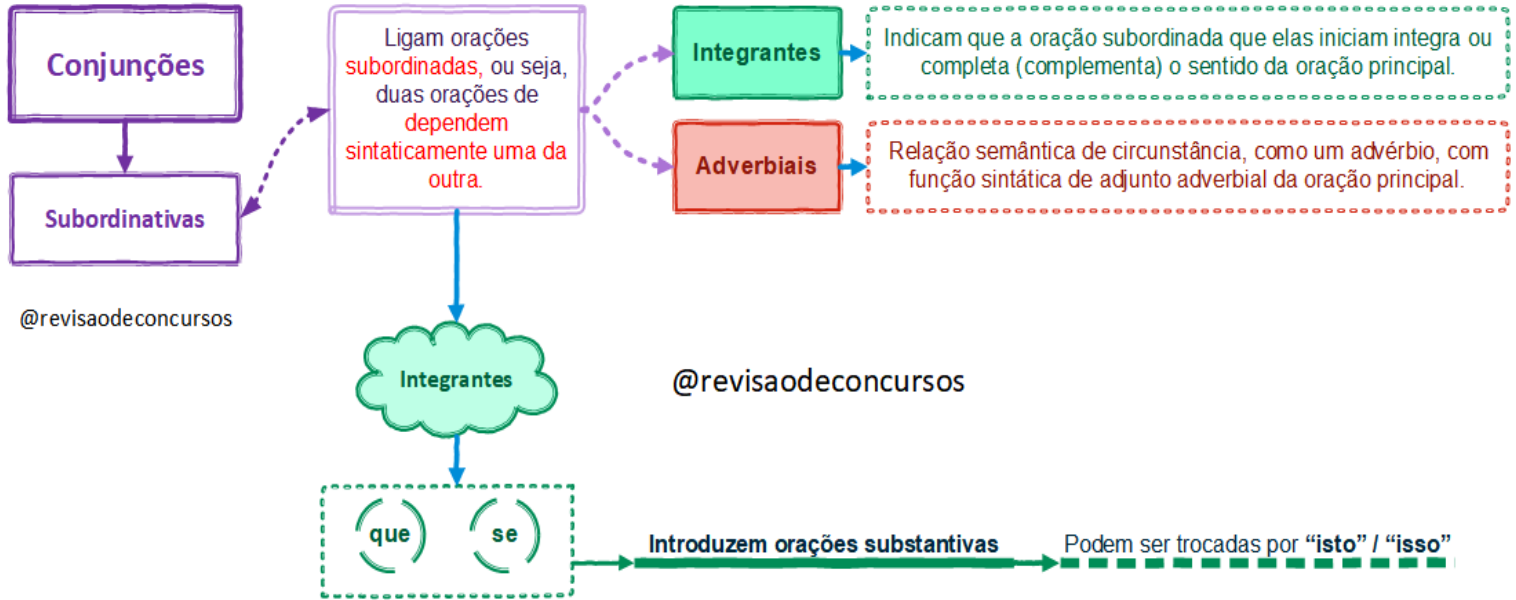 Conjunções
Subordinativas
@revisaodeconcursos
Ligam orações
subordinadas, ou seja,
duas orações de
dependem
sintaticamente uma da
outra.
Integrantes
Indicam que a oração subordinada que elas iniciam integra ou
completa (complementa) o sentido da oração principal.
Adverbiais
Relação semântica de circunstância, como um advérbio, com
função sintática de adjunto adverbial da oração principal.
Integrantes
@revisaodeconcursos
que se
Introduzem orações substantivas
Podem ser trocadas por “isto” / “isso”